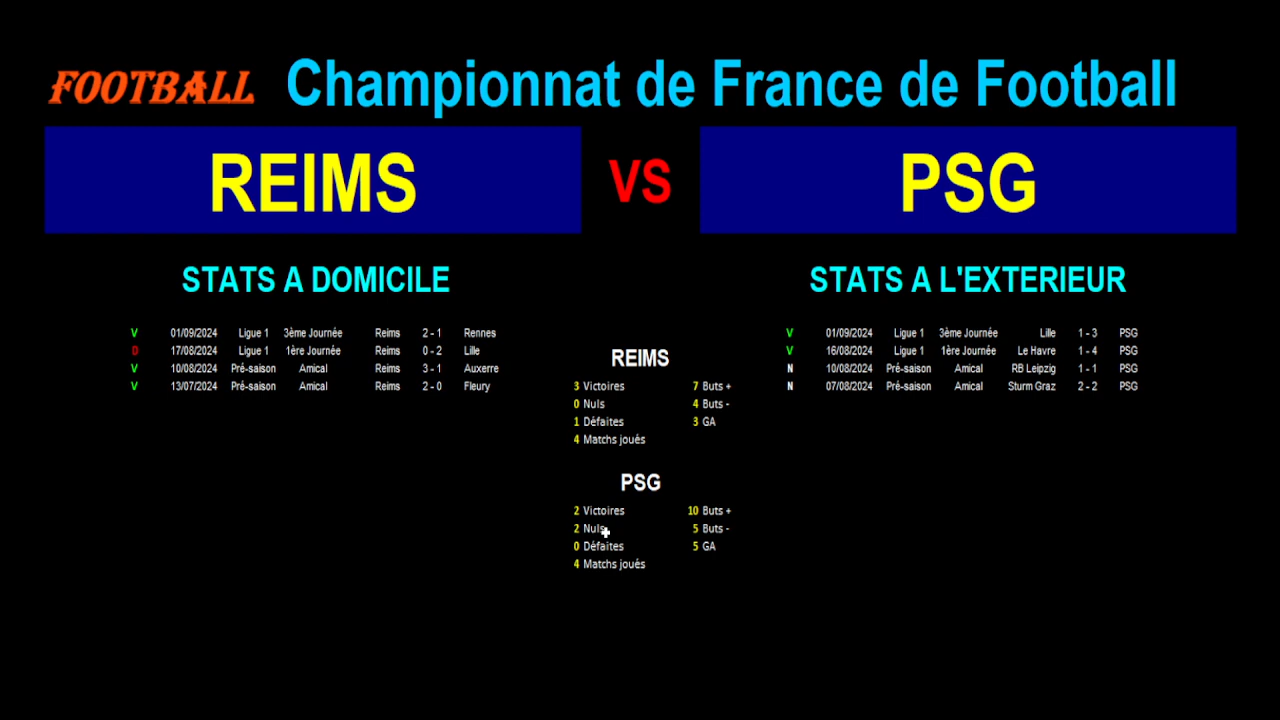 FOOTBALL Championnat de France de Football
REIMS VS PSG
STATS A DOMICILE
V 01/09/2024 Ligue 1 3ème Journée Reims 2 - 1 Rennes
D 17/08/2024 Ligue 1 1ère Journée Reims 0 - 2 Lille
V 10/08/2024 Pré-saison Amical Reims 3 - 1 Auxerre
V 13/07/2024 Pré-saison Amical Reims 2 - 0 Fleury
REIMS
3 Victoires 7 Buts +
0 Nuls 4 Buts -
1 Défaites 3 GA
4 Matchs joués
PSG
2 Victoires 10 Buts +
2 Nuls 5 Buts -
0 Défaites 5 GA
4 Matchs joués
STATS A L'EXTERIEUR
V 01/09/2024 Ligue 1 3ème Journée Lille 1 - 3 PSG
V 16/08/2024 Ligue 1 1ère Journée Le Havre 1 - 4 PSG
N 10/08/2024 Pré-saison Amical RB Leipzig 1 - 1 PSG
N 07/08/2024 Pré-saison Amical Sturm Graz 2 - 2 PSG